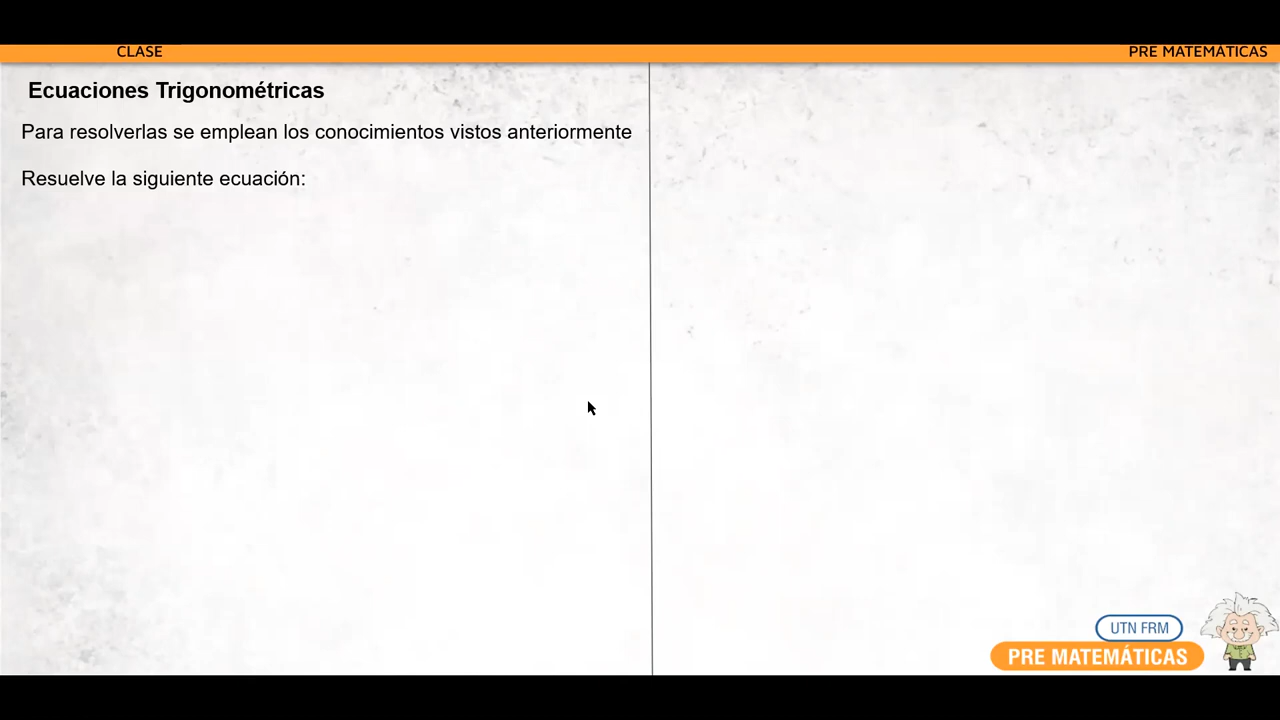 CLASE
PRE MATEMÁTICAS
Ecuaciones Trigonométricas
Para resolverlas se emplean los conocimientos vistos anteriormente
Resuelve la siguiente ecuación:
UTN FRM
PRE MATEMÁTICAS